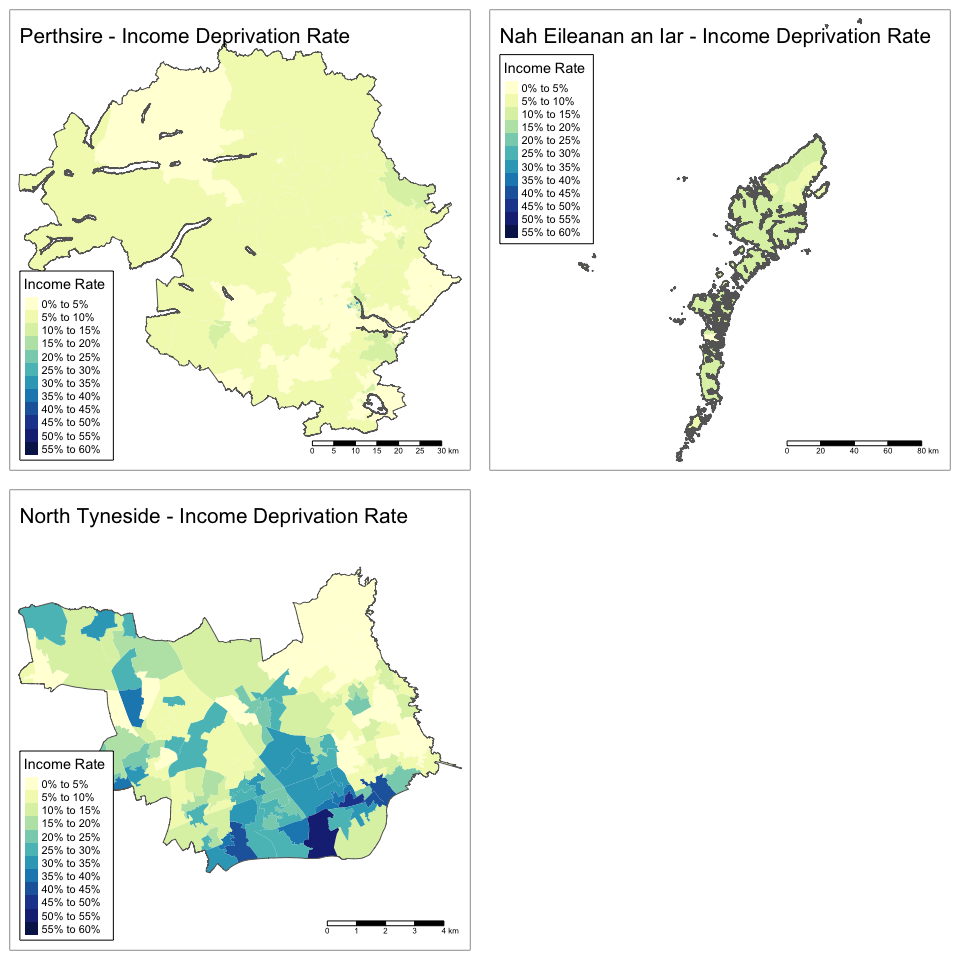 Perthsire - Income Deprivation Rate
Income Rate
0% to 5%
5% to 10%
10% to 15%
15% to 20%
20% to 25%
25% to 30%
30% to 35%
35% to 40%
40% to 45%
45% to 50%
50% to 55%
55% to 60%
0 5 10 15 20 25 30 km
Nah Eileanan an Iar - Income Deprivation Rate
Income Rate
0% to 5%
5% to 10%
10% to 15%
15% to 20%
20% to 25%
25% to 30%
30% to 35%
35% to 40%
40% to 45%
45% to 50%
50% to 55%
55% to 60%
0 20 40 60 80 km
North Tyneside - Income Deprivation Rate
Income Rate
0% to 5%
5% to 10%
10% to 15%
15% to 20%
20% to 25%
25% to 30%
30% to 35%
35% to 40%
40% to 45%
45% to 50%
50% to 55%
55% to 60%
0 1 2 3 4 km